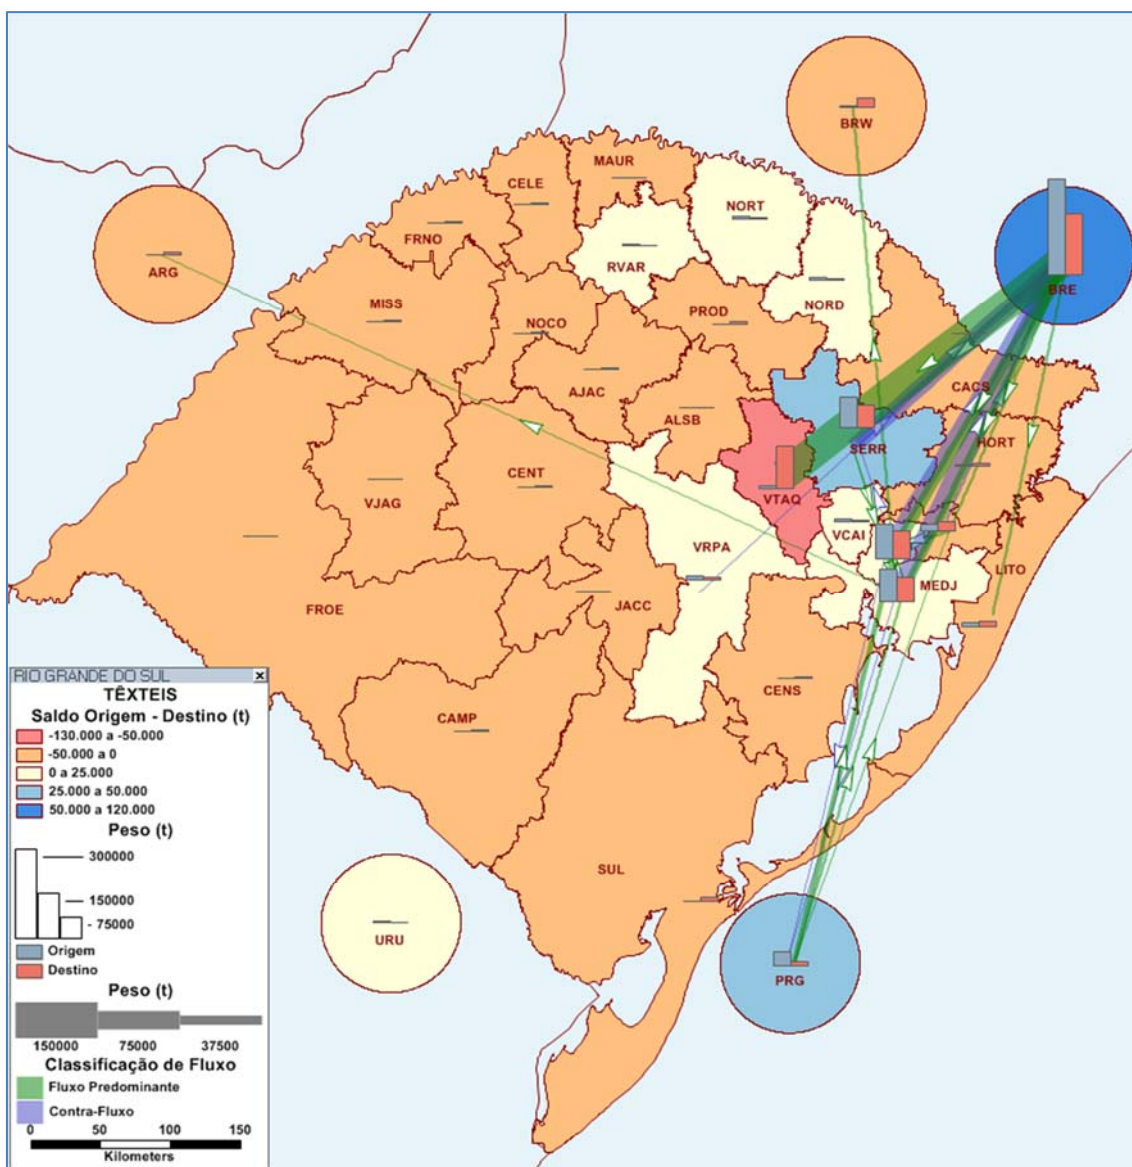 BRW
MAUR
CELE
NORT
FRNO
ARG
RVAR
BRE
MISS
NORD
NOCO
PROD
AJAC
CACS
ALSB
SERR
HORT
CENT
VTAQ
VJAG
VCAI
VRPA
LITO
MEDJ
FROE
JACC
CENS
CAMP
SUL
URU
PRG
RIO GRANDE DO SUL
TÊXTEIS
Saldo Origem - Destino (t)
-130.000 a -50.000
-50.000 a 0
0 a 25.000
25.000 a 50.000
50.000 a 120.000
Peso (t)
300000
150000
- 75000
Origem
Destino
Peso (t)
150000 75000 37500
Classificação de Fluxo
Fluxo Predominante
Contra-Fluxo
0 50 100 150
Kilometers